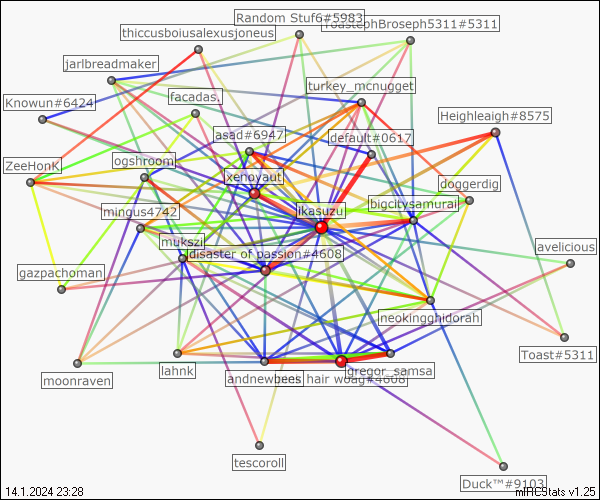 Random Stuf6#5983
ToastephBroseph5311#5311
thiccusboiusalexusjoneus
jarlbreadmaker
turkey_mcnugget
facadas,
Knowun#6424
Heighleaigh#8575
asad#6947
default#0617
ZeeHonK
ogshroom
xenoyaut
doggerdig
mingus4742
ikasuzu
bigcitysamurai
mukszi
avelicious
disaster of passion#4608
gazpachoman
neokingghidorah
Toast#5311
moonraven
lahnk
andnewbees
hair
#4608
gregor_samsa
tescoroll
Duck™#9103
14.1.2024 23:28
mIRCStats v1.25